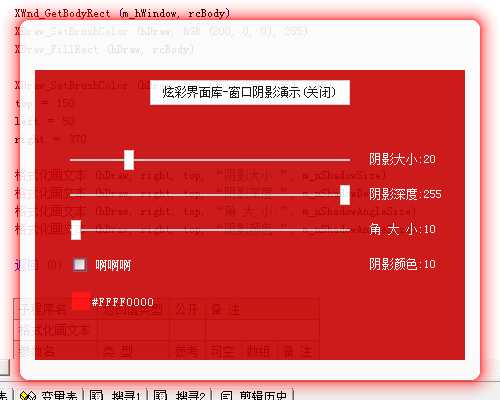 XWnd_GetBodyRect (m_hWindow, rcBody)
XDraw_SetBrushColor (hDraw, RGB (200, 0, 0), 255)
XDraw_FillRect (hDraw, rcBody)
XDraw_SetBrushColor (hDraw,
炫彩界面库-窗口阴影演示(关闭)
top = 150
left = 50
right = 370
阴影大小:20
格式化画文本 (hDraw, right, top, “阴影大小 ”, m_nShadowSize)
格式化画文本 (hDraw, right, top, “阴影深度
阴影深度:255
格式化画文本 (hDraw, right, top, “角 大 小 ”, m_nShadowAngleSize)
格式化画文本 (hDraw, right, top, “阴影颜色 ”, m_nShadow
角 大 小:10
返回 (0)
啊啊啊
阴影颜色:10
#FFFF0000
子程序名 返回值类型 公开 备 注
格式化画文本
参数名 类 型 参考 可空 数组 备 注
表 变量表 搜寻1 搜寻2 剪辑历史